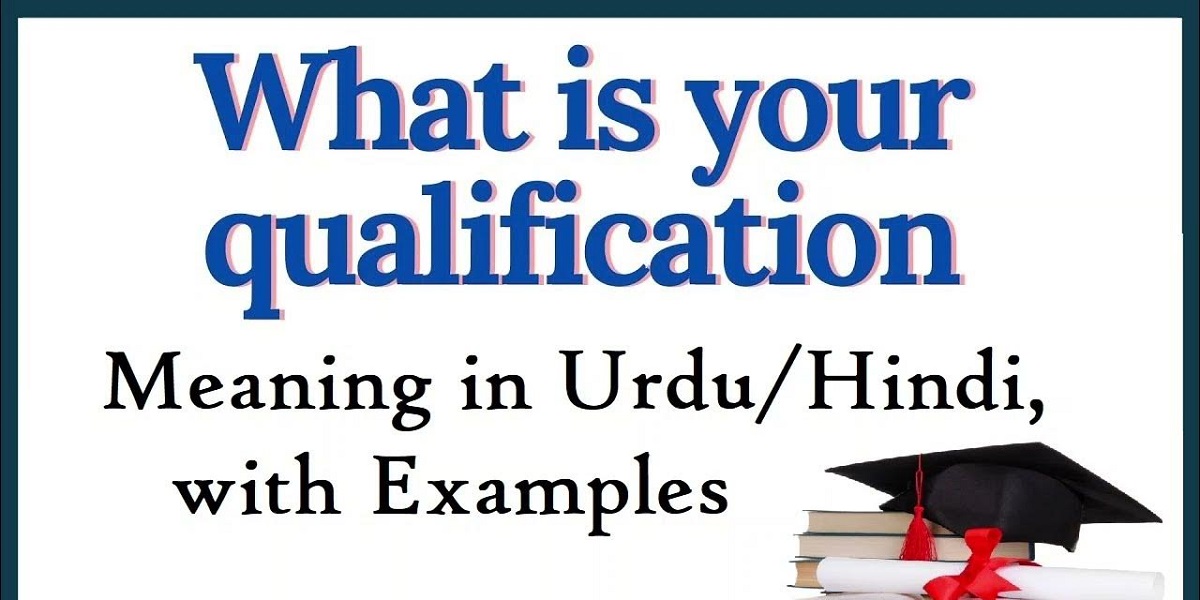 What is your
qualification
Meaning in Urdu/Hindi,
with Examples